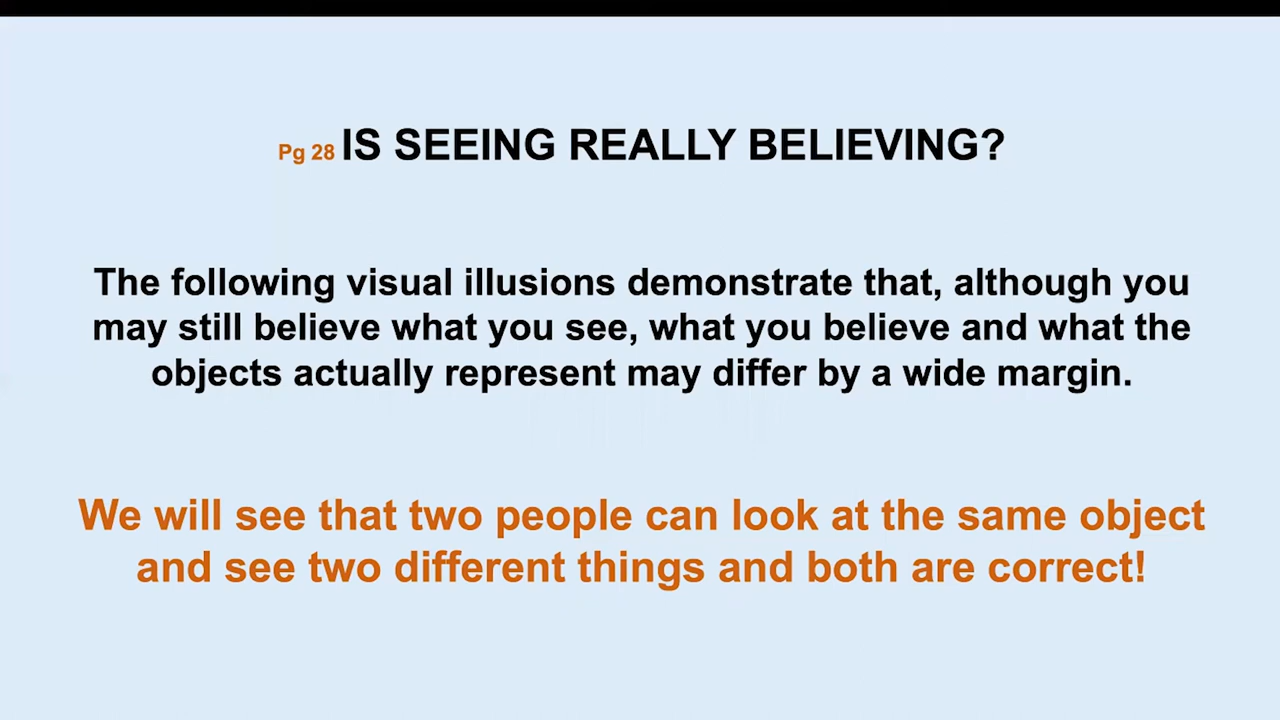 Pg 28 IS SEEING REALLY BELIEVING?
The following visual illusions demonstrate that, although you
may still believe what you see, what you believe and what the
objects actually represent may differ by a wide margin.
We will see that two people can look at the same object
and see two different things and both are correct!